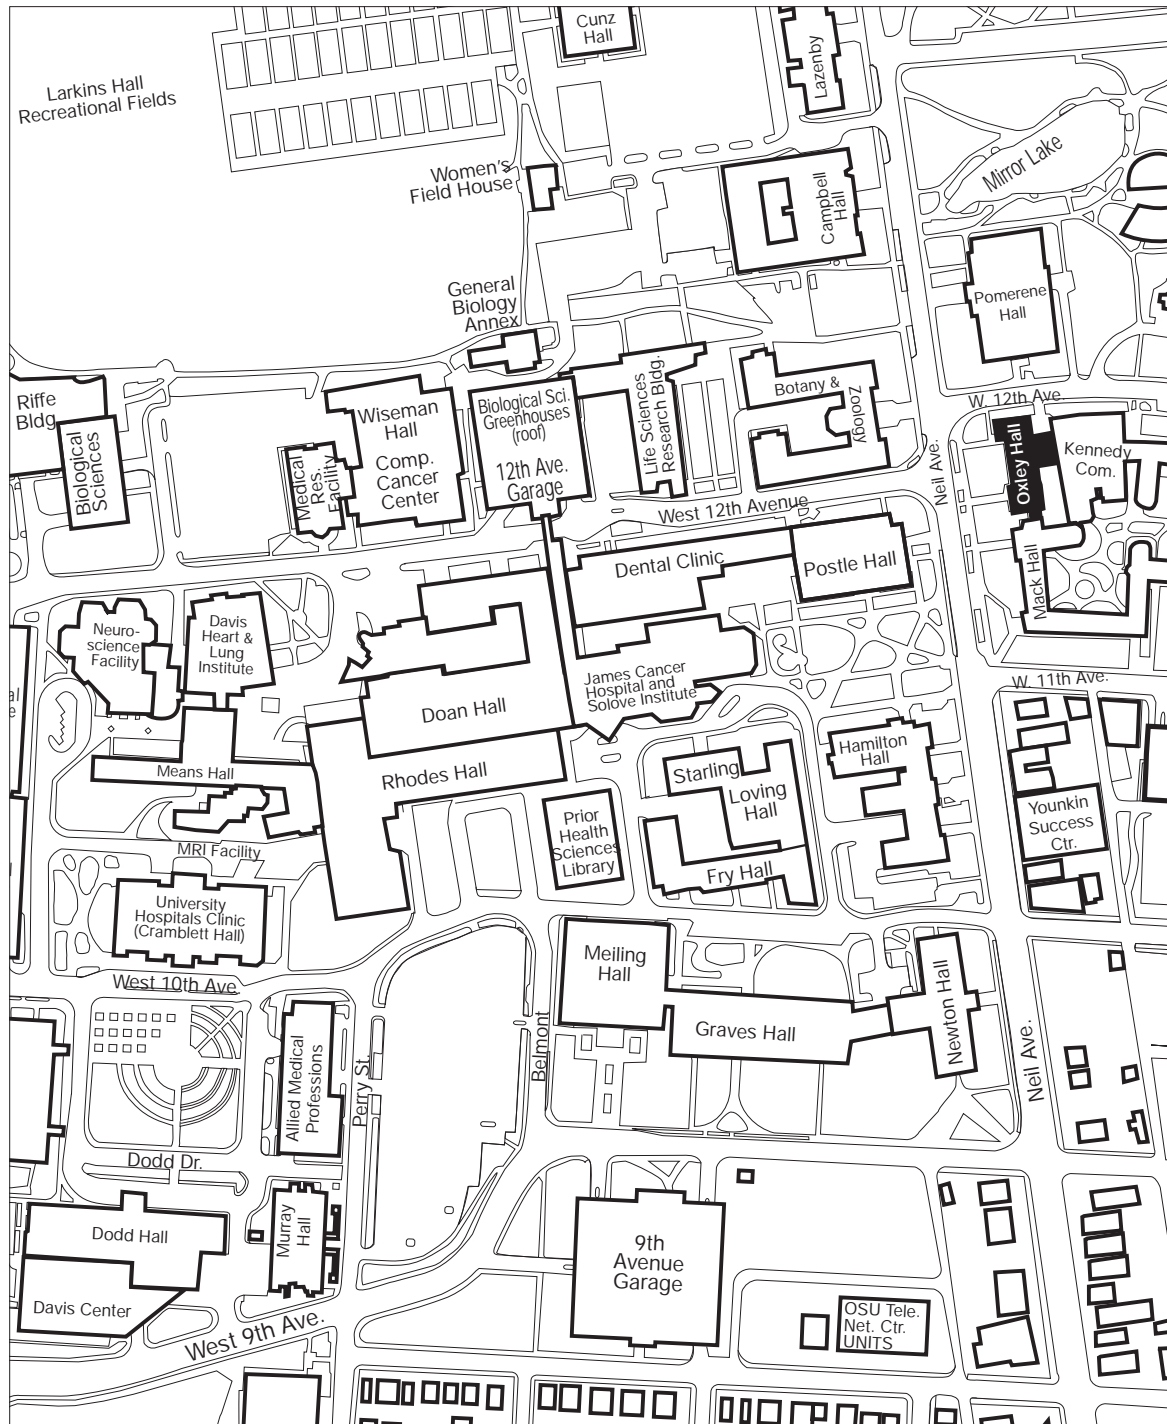 Cunz
Hall
Lazenby
Larkins Hall
Recreational Fields
Mirror Lake
Women's
Field House
Campbell
Hall
General
Biology
Annex
Pomerene
Hall
Riffe
Bldg.
Biological
Sciences
Medical
Res.
Facility
Wiseman
Hall
Comp.
Cancer
Center
Biological Sci.
Greenhouses
(roof)
12th Ave.
Garage
Life Sciences
Research Bldg.
Botany &
Zoology
W. 12th Ave.
Neil Ave.
Oxley Hall
Kennedy
Com.
West 12th Avenue
Dental Clinic
Postle Hall
Mack Hall
Neuro-
science
Facility
Davis
Heart &
Lung
Institute
James Cancer
Hospital and
Solove Institute
W. 11th Ave.
Doan Hall
Means Hall
Rhodes Hall
Starling
Loving
Hall
Hamilton
Hall
Younkin
Success
Ctr.
Prior
Health
Sciences
Library
MRI Facility
Fry Hall
University
Hospitals Clinic
(Cramblett Hall)
Meiling
Hall
Newton Hall
West 10th Ave.
Graves Hall
Belmont
Neil Ave.
Allied Medical
Professions
Perry St.
Dodd Dr.
Dodd Hall
Murray
Hall
9th
Avenue
Garage
Davis Center
West 9th Ave.
OSU Tele.
Net. Ctr.
UNITS